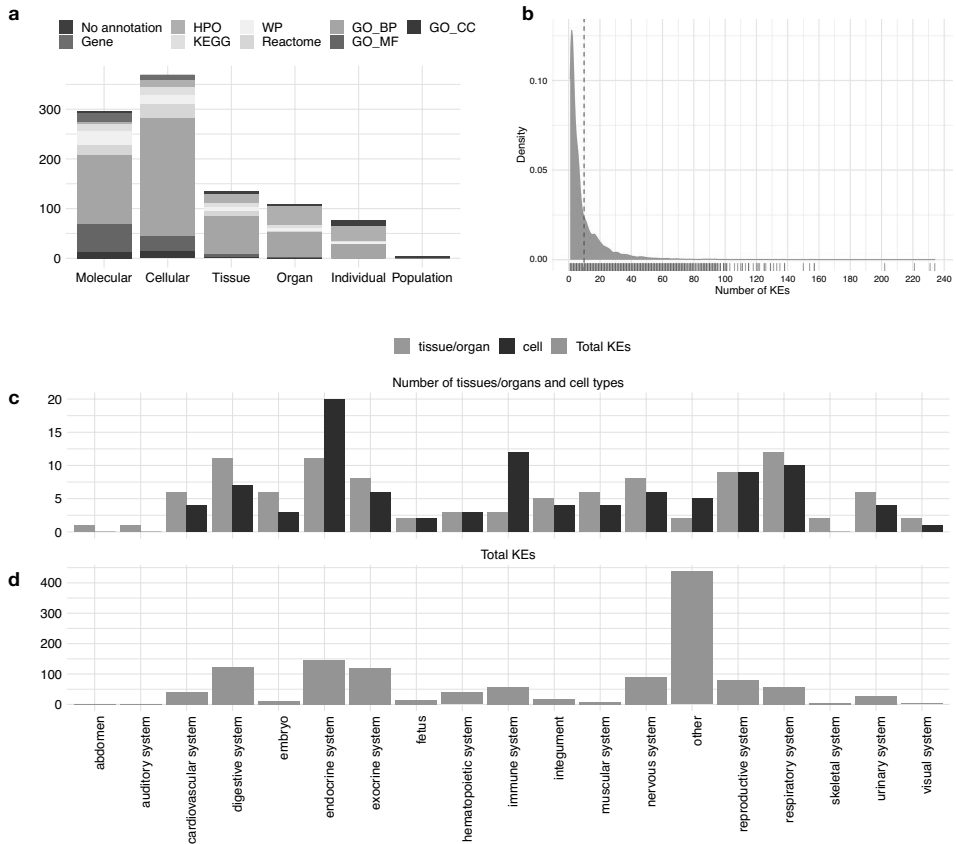 a
No annotation HPO WP GO_BP GO_CC
Gene KEGG Reactome GO_MF
300
200
100
0
Molecular Cellular Tissue Organ Individual Population
b
0.10
0.05
0.00
Density
0 20 40 60 80 100 120 140 160 180 200 220 240
Number of KEs
tissue/organ cell Total KEs
Number of tissues/organs and cell types
c
20
15
10
5
0
Total KEs
d
400
300
200
100
0
abdomen
auditory system
cardiovascular system
digestive system
embryo
endocrine system
exocrine system
fetus
hematopoietic system
immune system
integument
muscular system
nervous system
other
reproductive system
respiratory system
skeletal system
urinary system
visual system